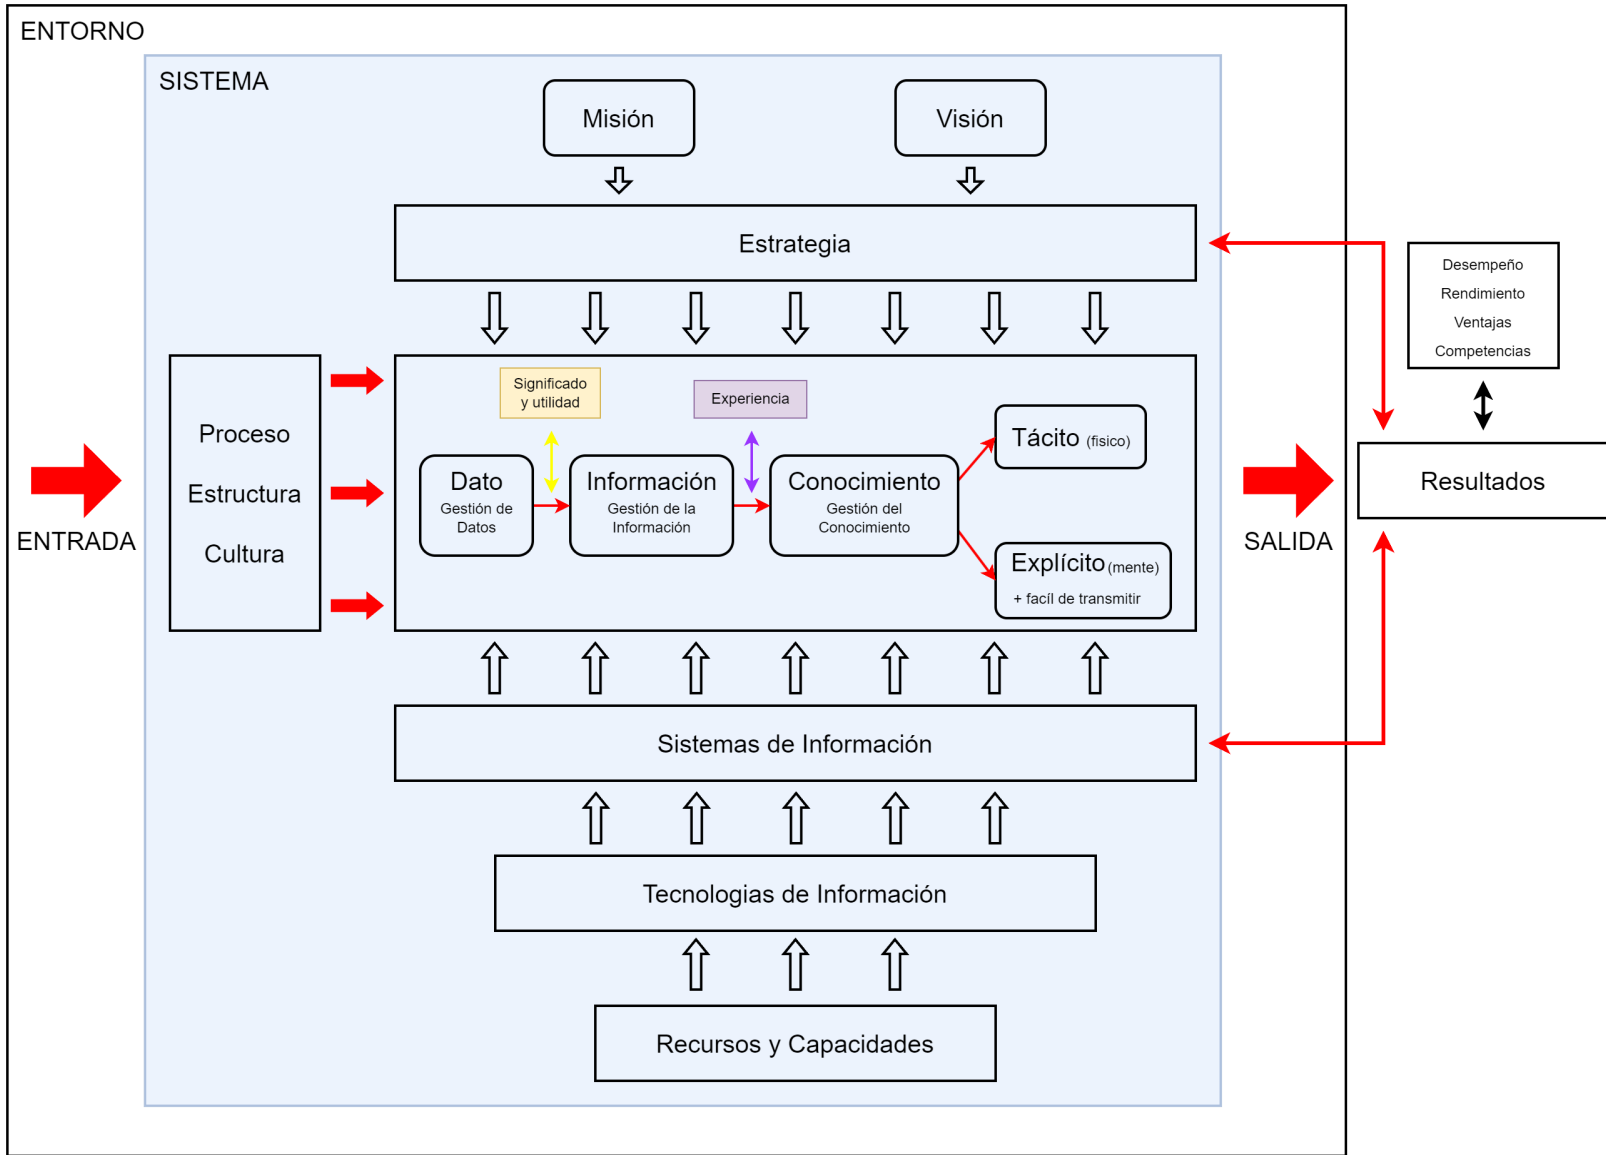 ENTORNO
SISTEMA
Misión
Visión
Estrategia
Desempeño
Rendimiento
Ventajas
Competencias
Proceso
Estructura
Cultura
Significado
y utilidad
Experiencia
Dato
Gestión de
Datos
Información
Gestión de la
Información
Conocimiento
Gestión del
Conocimiento
Tácito (fisico)
Explícito (mente)
+ facíl de transmitir
ENTRADA
SALIDA
Resultados
Sistemas de Información
Tecnologias de Información
Recursos y Capacidades